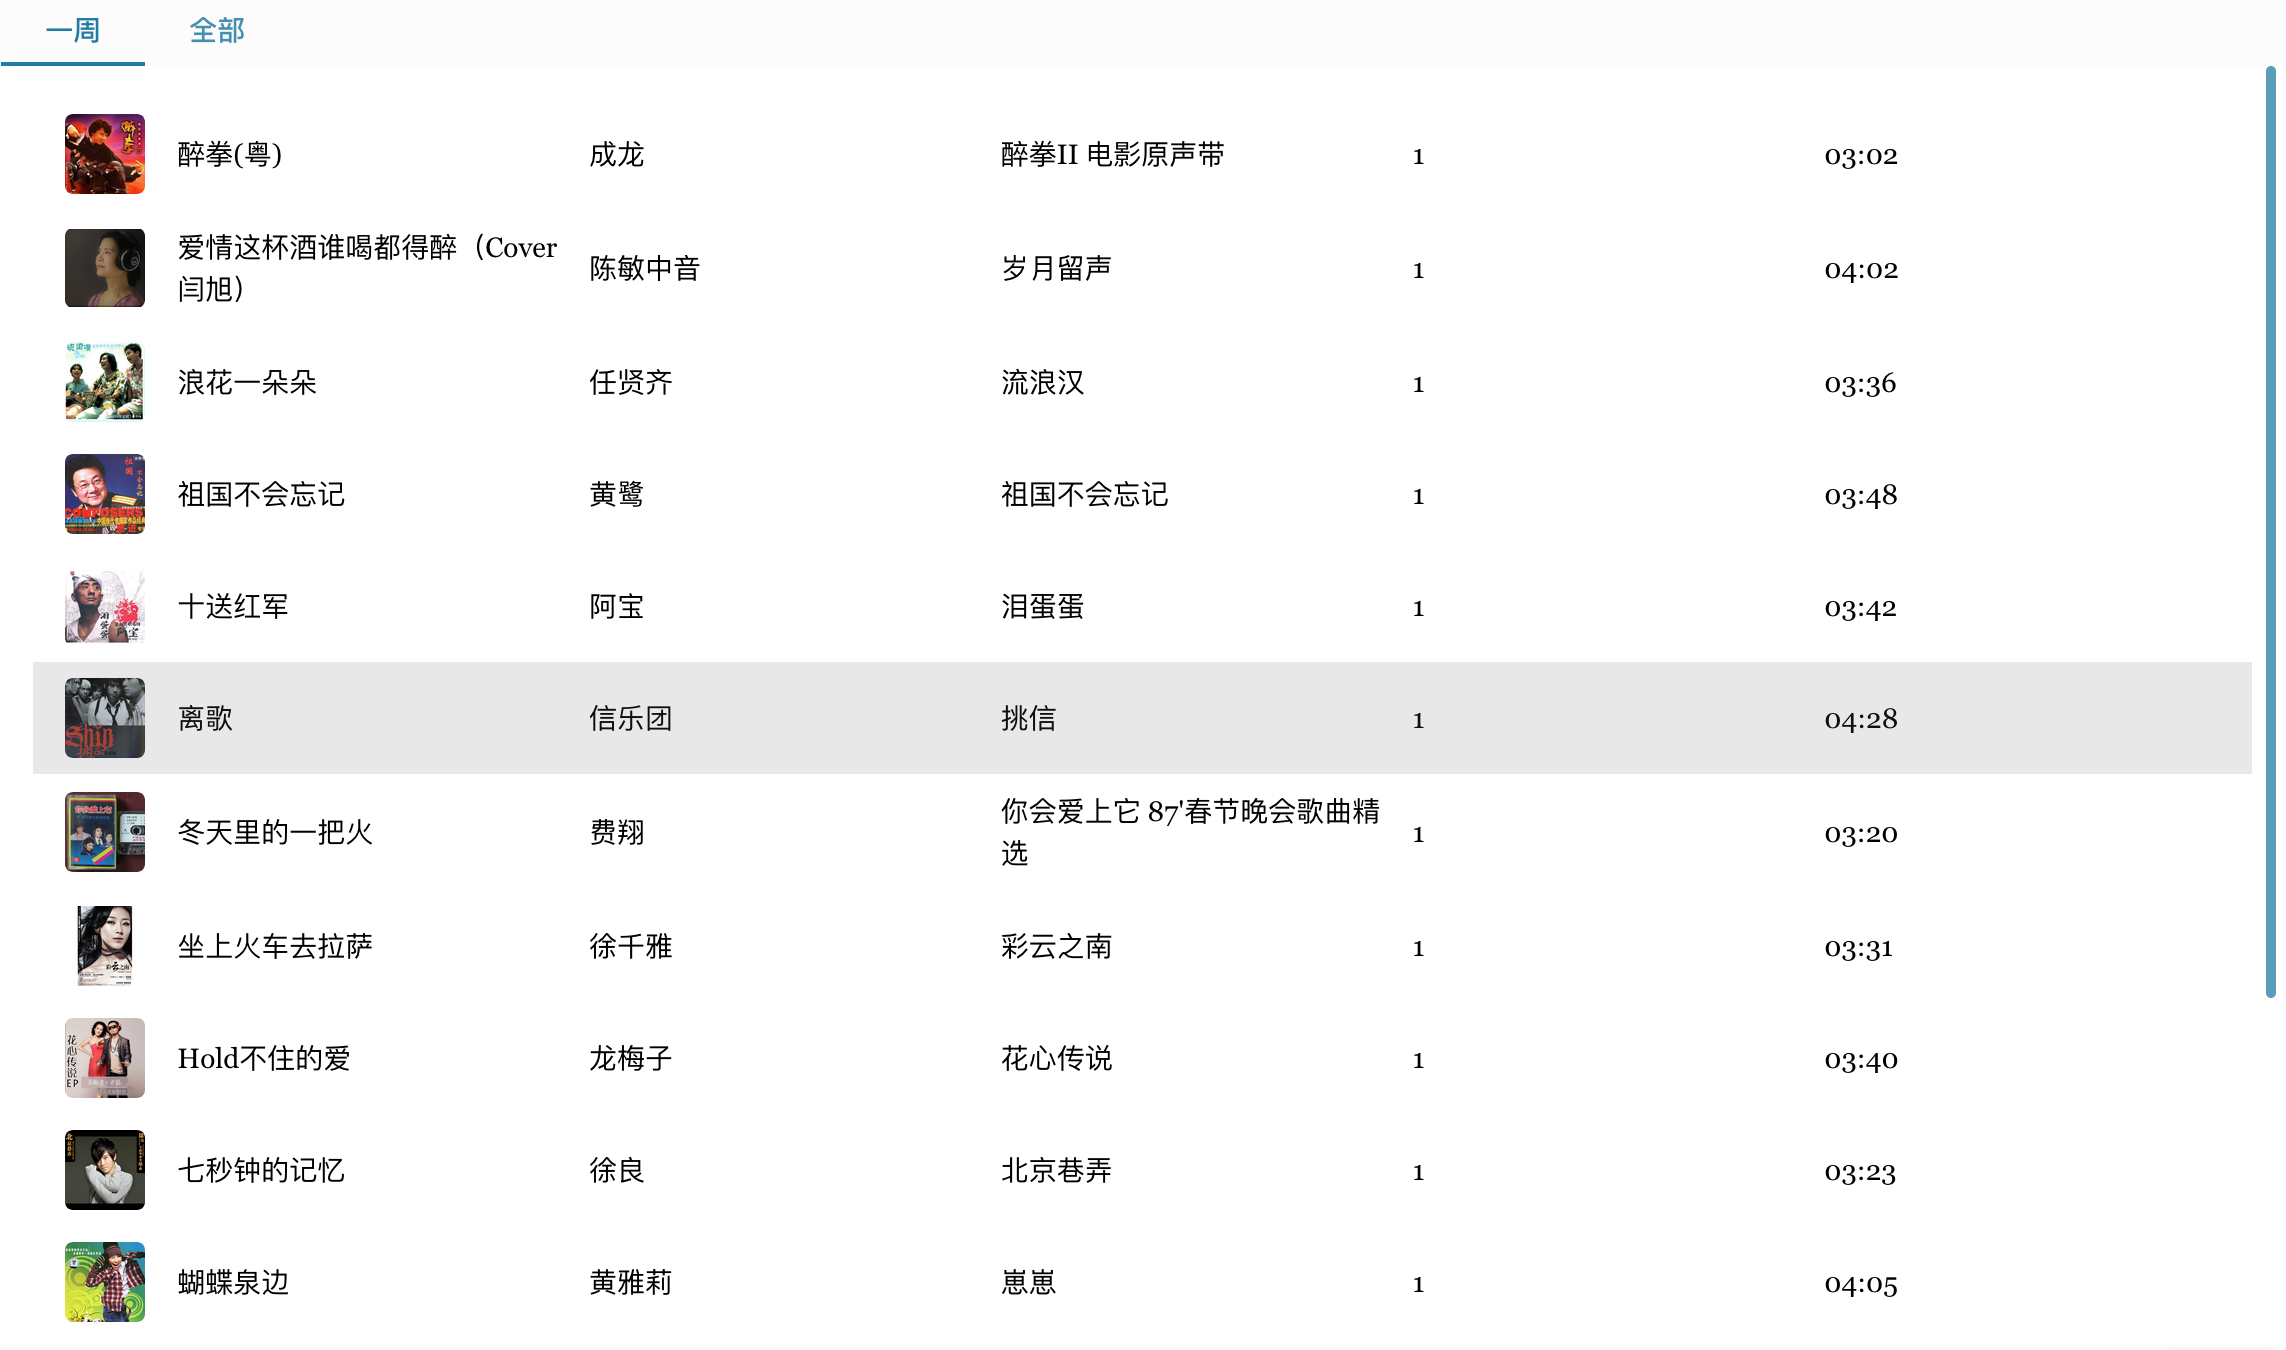 一周 全部
醉拳(粤) 成龙 醉拳II 电影原声带 1 03:02
爱情这杯酒谁喝都得醉（Cover
闫旭） 陈敏中音 岁月留声 1 04:02
浪花一朵朵 任贤齐 流浪汉 1 03:36
祖国不会忘记 黄鹭 祖国不会忘记 1 03:48
十送红军 阿宝 泪蛋蛋 1 03:42
离歌 信乐团 挑信 1 04:28
冬天里的一把火 费翔 你会爱上它 87'春节晚会歌曲精
选 1 03:20
坐上火车去拉萨 徐千雅 彩云之南 1 03:31
Hold不住的爱 龙梅子 花心传说 1 03:40
七秒钟的记忆 徐良 北京巷弄 1 03:23
蝴蝶泉边 黄雅莉 崽崽 1 04:05